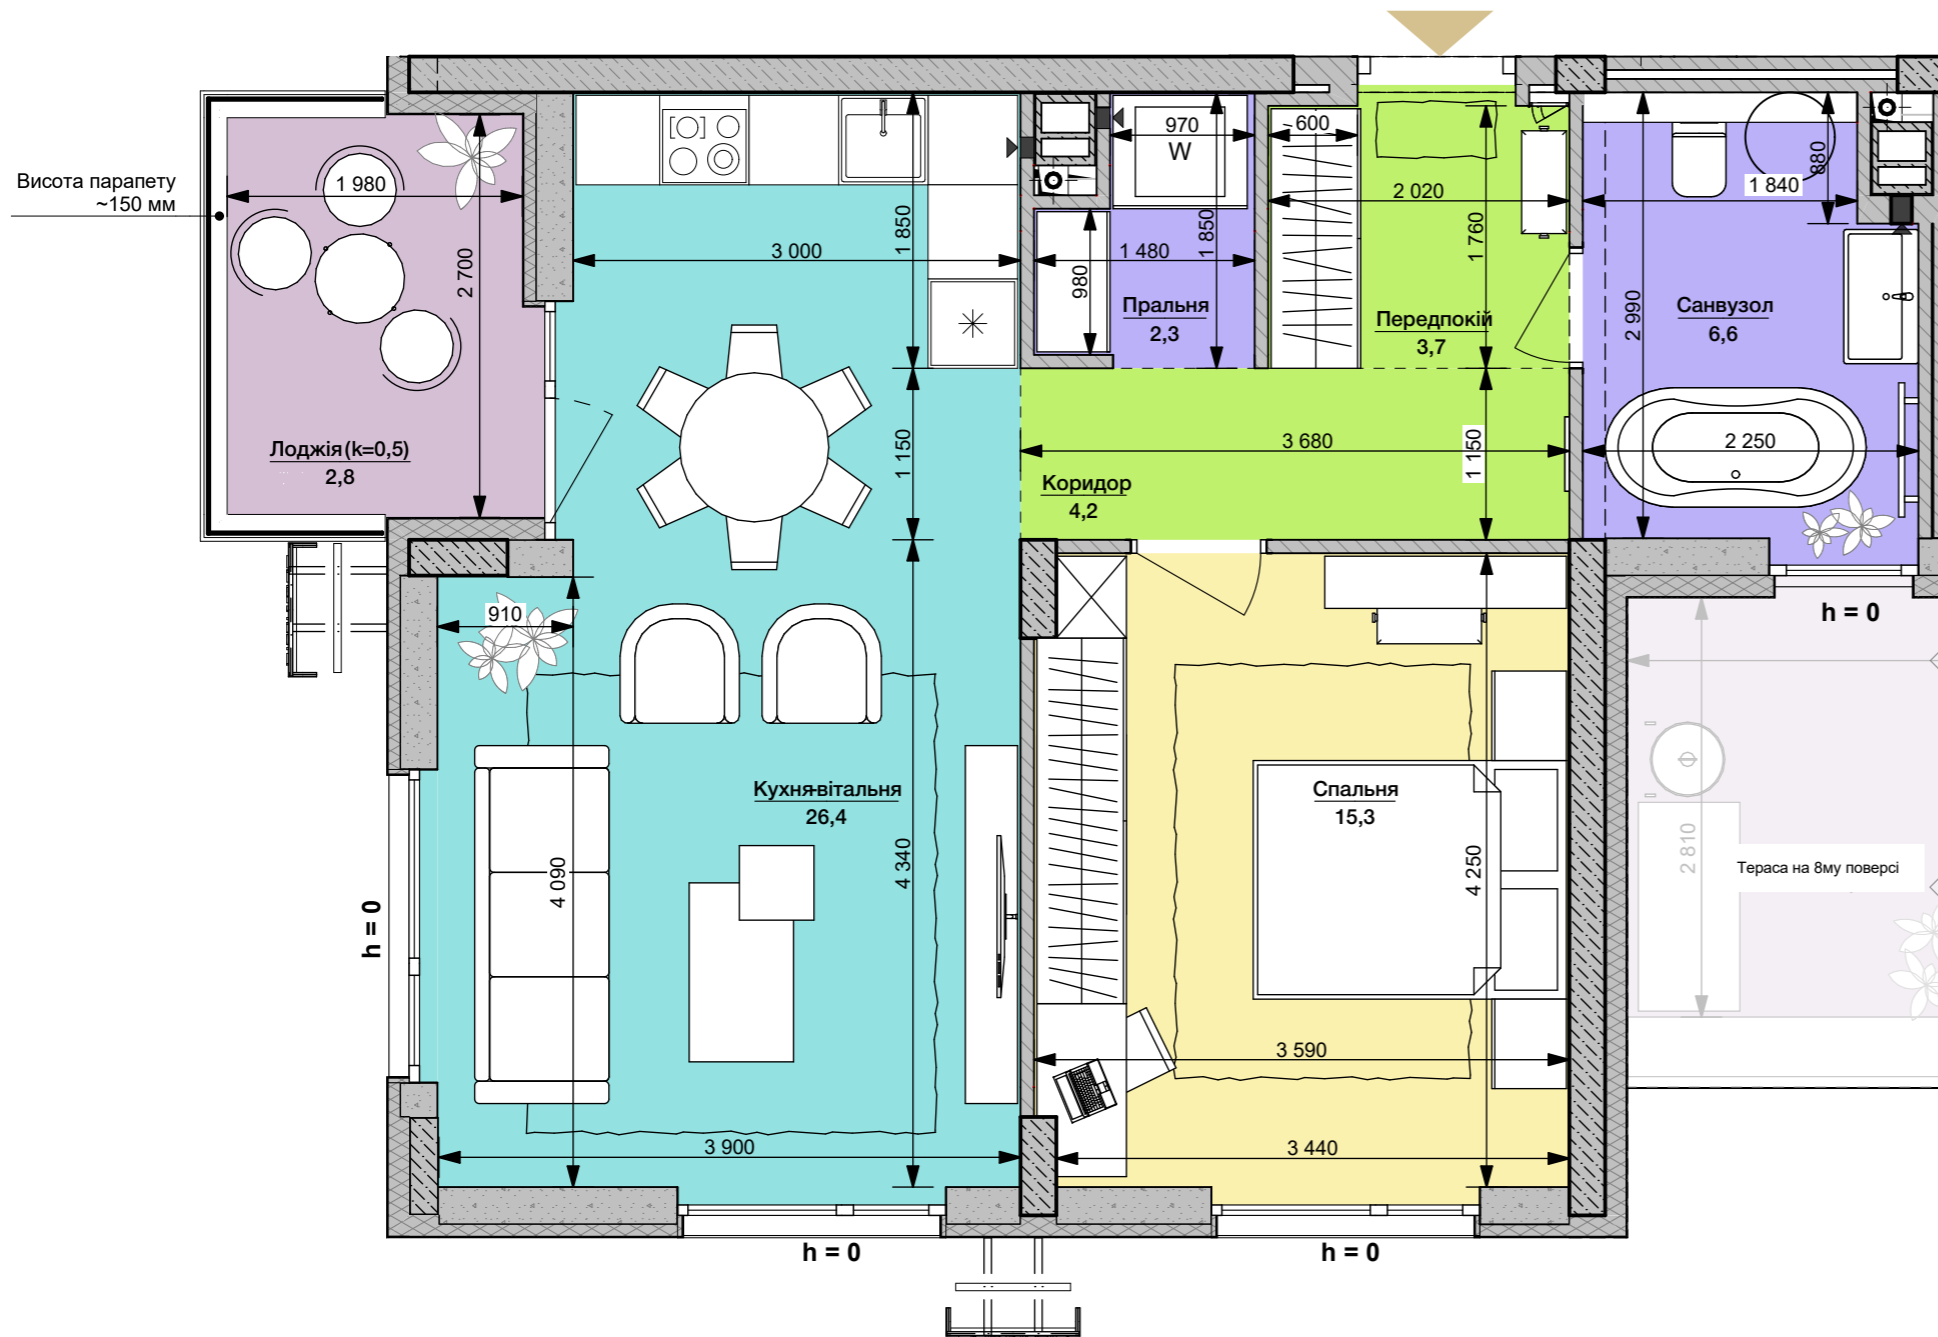 Висота парапету
~150 мм
1 980
2 700
Лоджія (k=0,5)
2,8
3 000
1 850
1 150
970
W
1 480
1 850
980
Пральня
2,3
600
2 020
1 760
Передпокій
3,7
1 840
880
2 990
Санвузол
6,6
2 250
3 680
1 150
Коридор
4,2
910
4 090
Кухня-вітальня
26,4
4 340
3 900
h = 0
h = 0
Спальня
15,3
4 250
3 590
3 440
h = 0
h = 0
2 810
Тераса на 8му поверсі